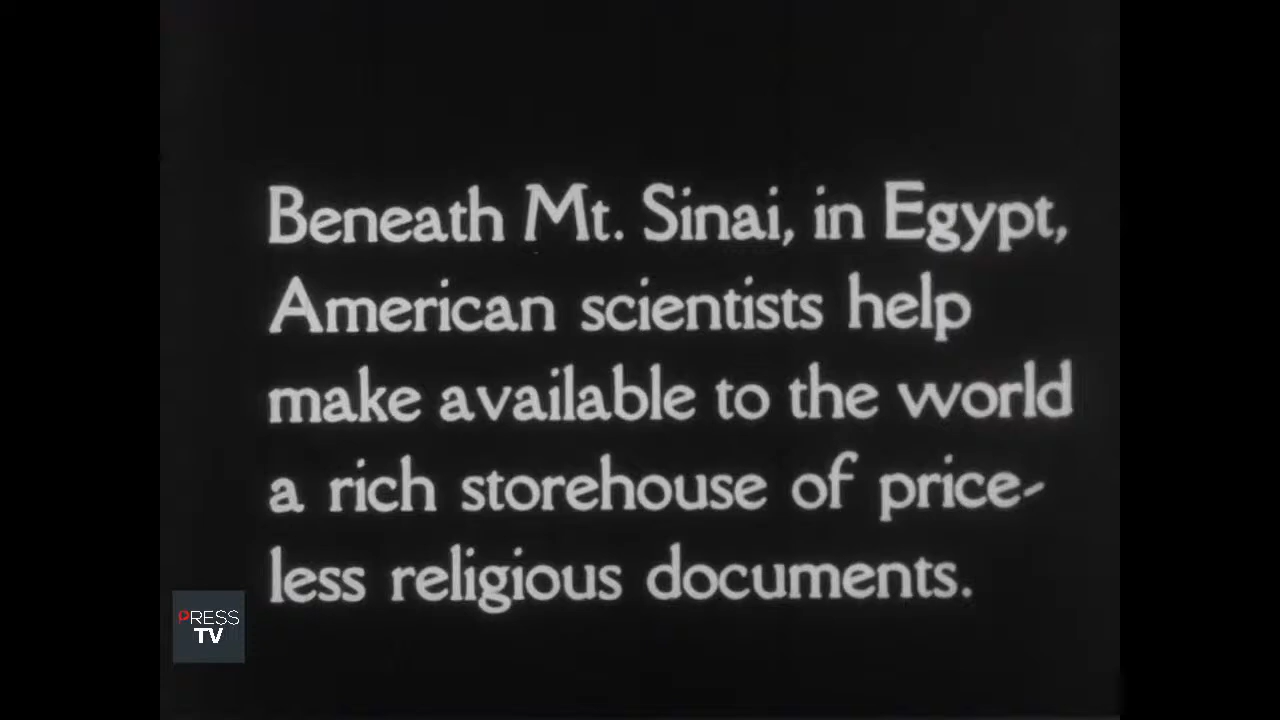 Beneath Mt. Sinai, in Egypt,
American scientists help
make available to the world
a rich storehouse of price-
less religious documents.
PRESS
TV